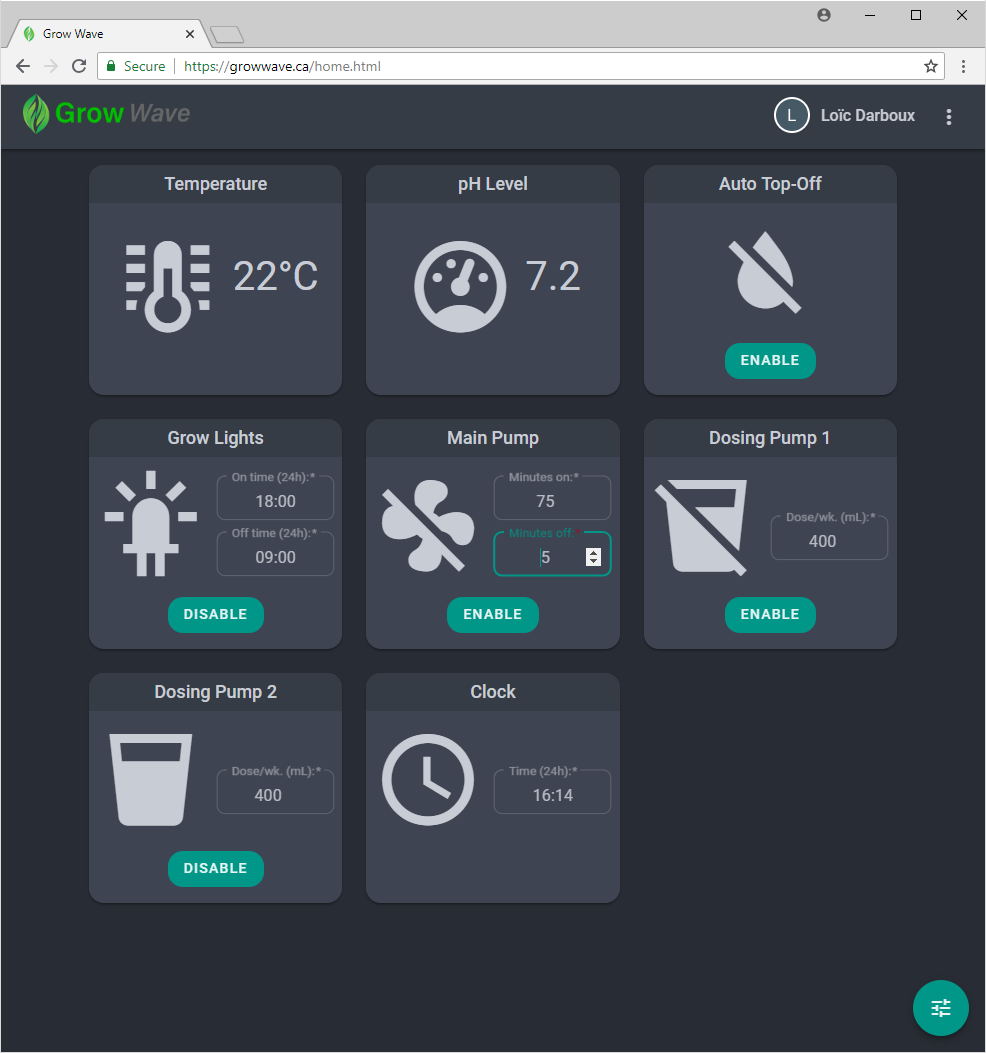 Grow Wave
Secure https://growwave.ca/home.html
Grow Wave
L Loïc Darboux
Temperature
22°C
pH Level
7.2
Auto Top-Off
ENABLE
Grow Lights
On time (24h):*
18:00
Off time (24h):*
09:00
DISABLE
Main Pump
Minutes on:*
75
Minutes off:*
5
ENABLE
Dosing Pump 1
Dose/wk. (mL):*
400
ENABLE
Dosing Pump 2
Dose/wk. (mL):*
400
DISABLE
Clock
Time (24h):*
16:14